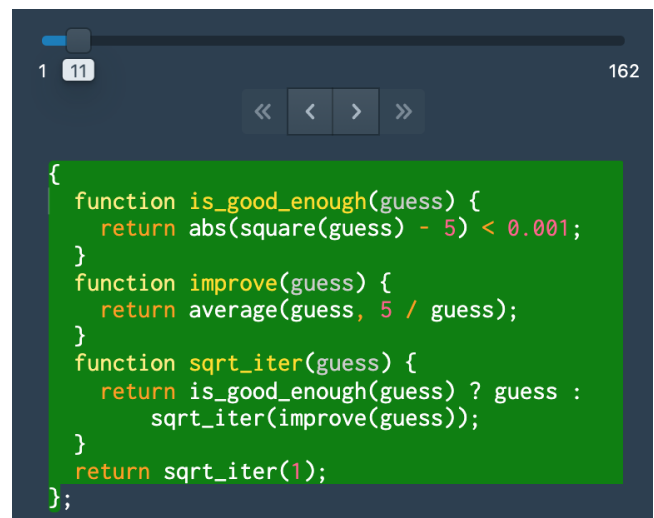 1 11 162
« < > »
{
function is_good_enough(guess) {
return abs(square(guess) - 5) < 0.001;
}
function improve(guess) {
return average(guess, 5 / guess);
}
function sqrt_iter(guess) {
return is_good_enough(guess) ? guess :
sqrt_iter(improve(guess));
}
return sqrt_iter(1);
};